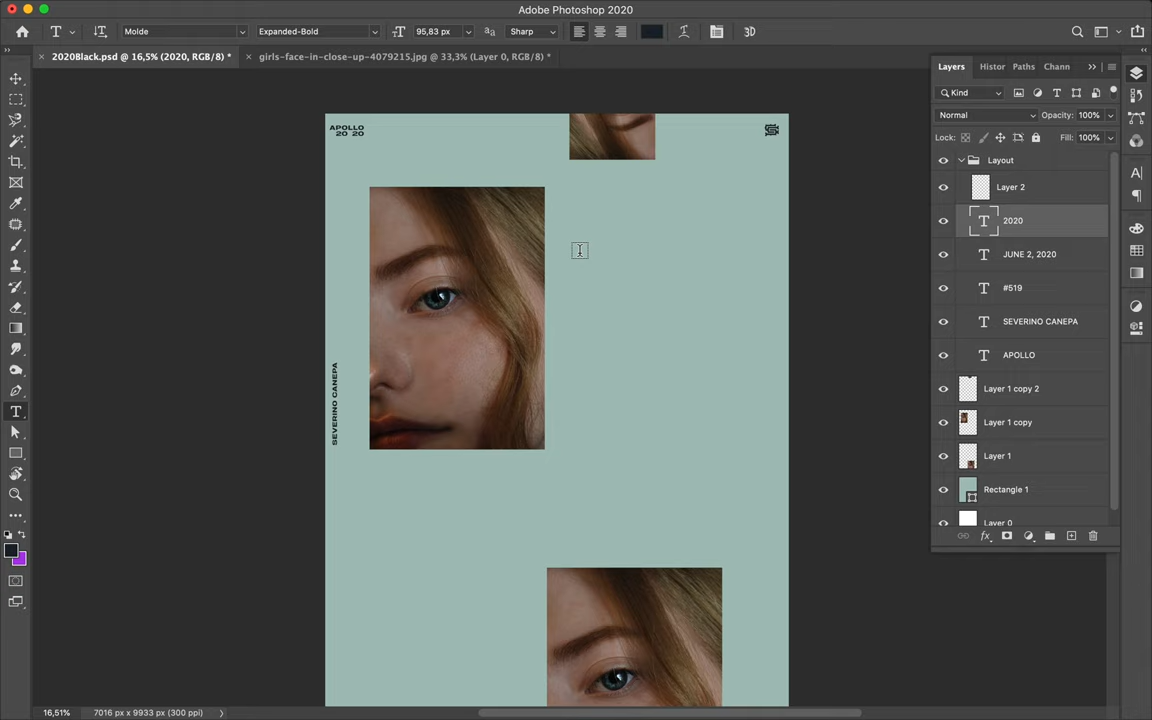 Adobe Photoshop 2020
Molde
Expanded-Bold
95,83 px
Sharp
3D
2020Black.psd @ 16,5% (2020, RGB/8) *
girls-face-in-close-up-4079215.jpg @ 33,3% (Layer 0, RGB/8) *
APOLLO
20 20
SEVERINO CANEPA
Layers
Histor
Paths
Chann
Kind
Normal
Opacity: 100%
Lock:
Fill: 100%
Layout
Layer 2
2020
JUNE 2, 2020
#519
SEVERINO CANEPA
APOLLO
Layer 1 copy 2
Layer 1 copy
Layer 1
Rectangle 1
Layer 0
fx
16,51%
7016 px x 9933 px (300 ppi)